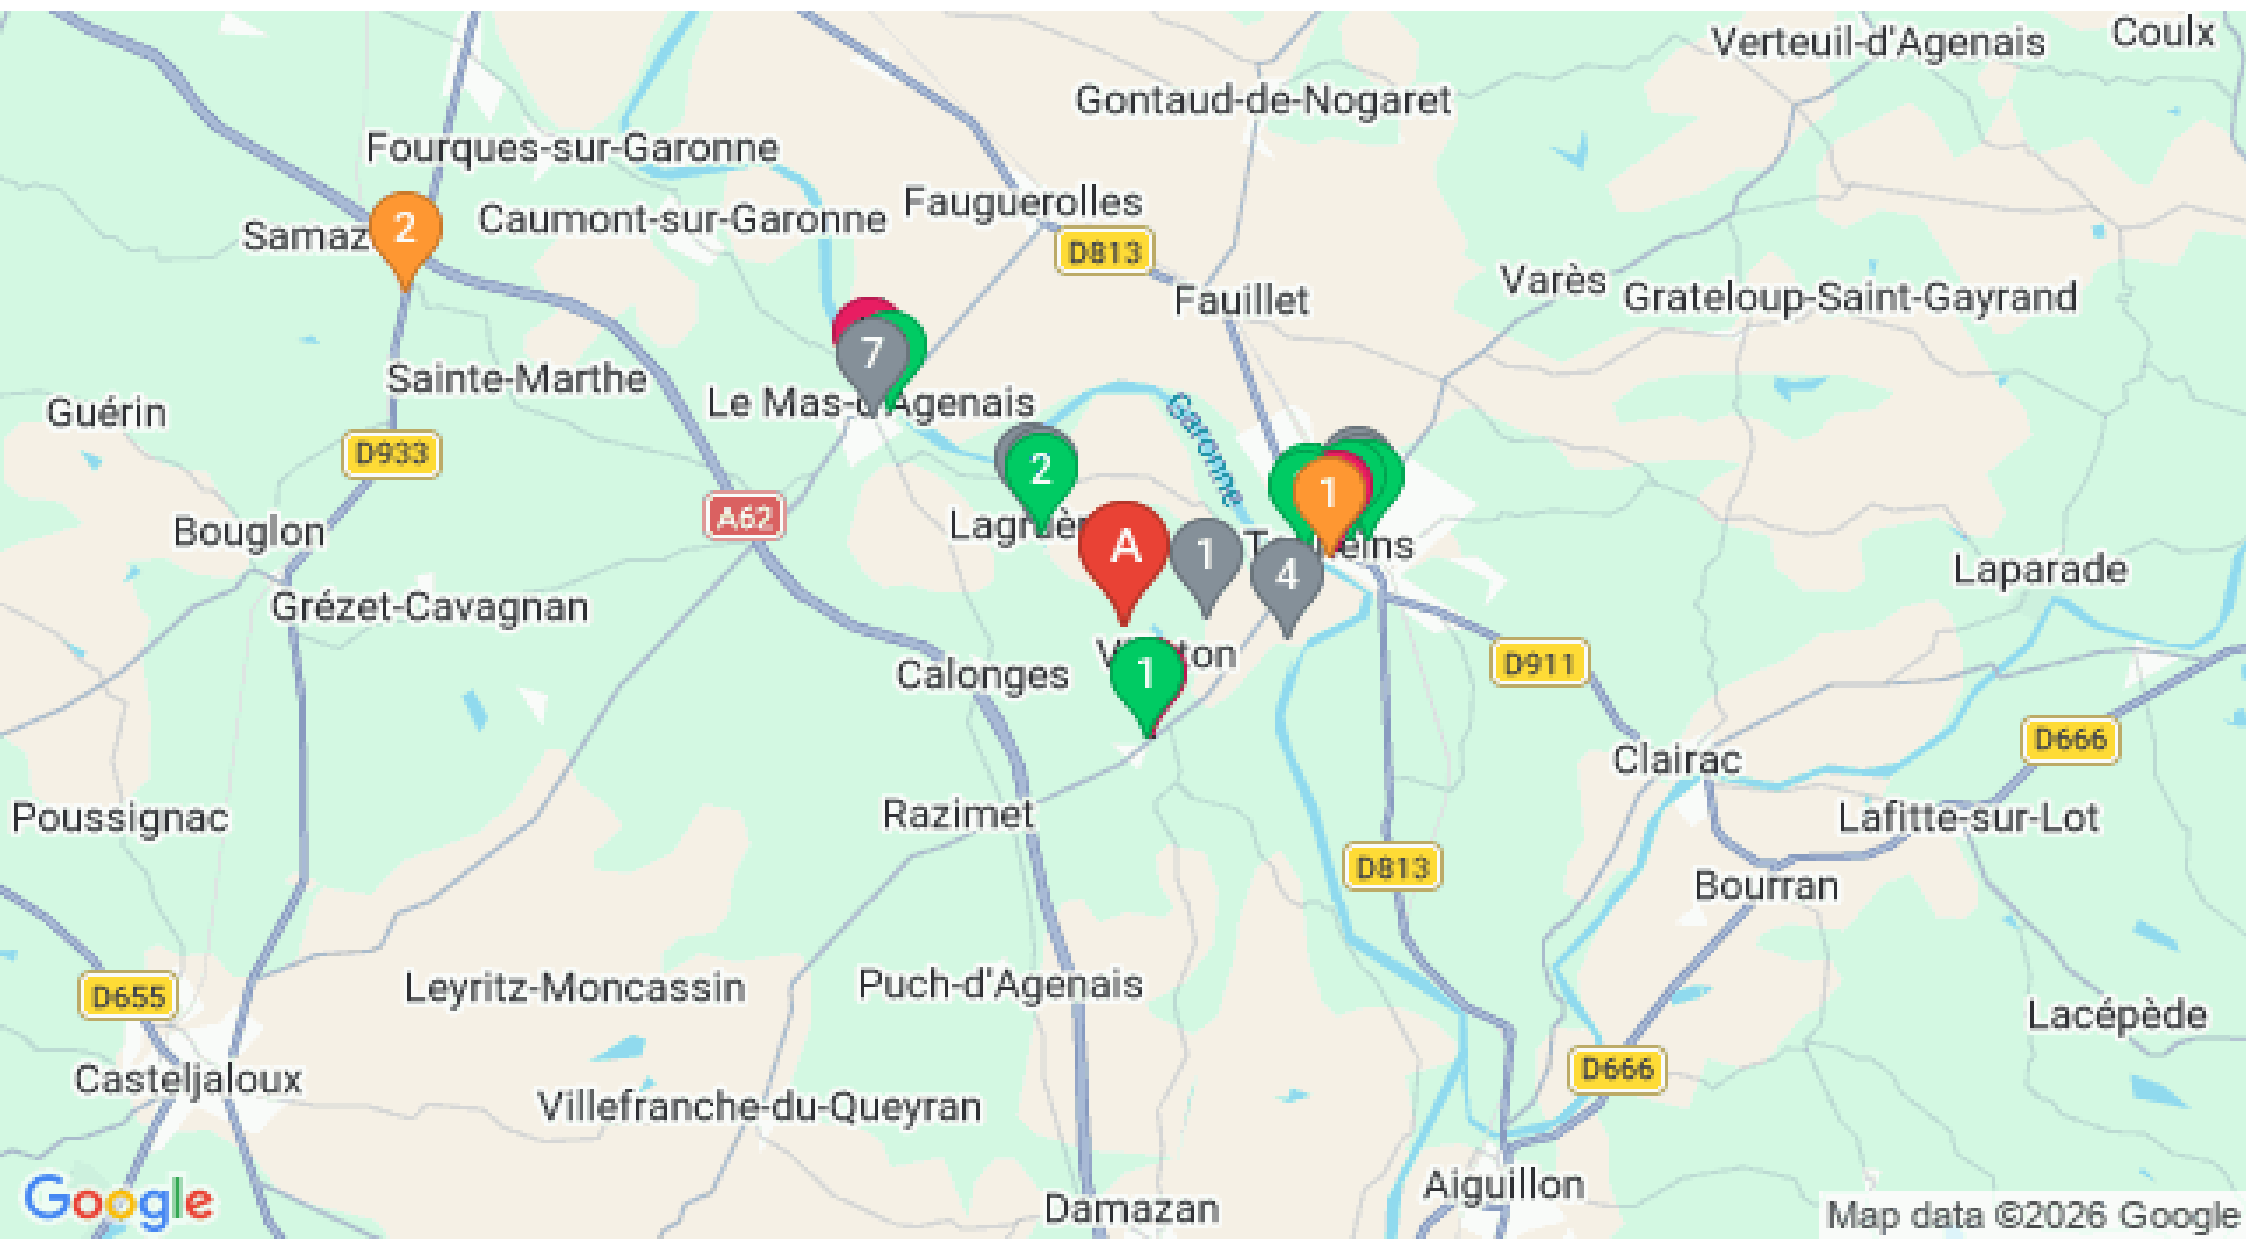 Coulx
Verteuil-d'Agenais
Gontaud-de-Nogaret
Fourques-sur-Garonne
Fauguerolles
Caumont-sur-Garonne
2
D813
Varès
Fauillet
Grateloup-Saint-Gayrand
7
Sainte-Marthe
Le Mas-d'Agenais
Guérin
D933
Garonne
2
1
A62
Bouglon
A
1
4
Laparade
Grézet-Cavagnan
D911
1
Calonges
D666
Clairac
Razimet
Poussignac
Lafitte-sur-Lot
D813
Bourran
Leyritz-Moncassin
Puch-d'Agenais
D655
Lacépède
D666
Casteljaloux
Villefranche-du-Queyran
Aiguillon
Google
Damazan
Map data ©2026 Google